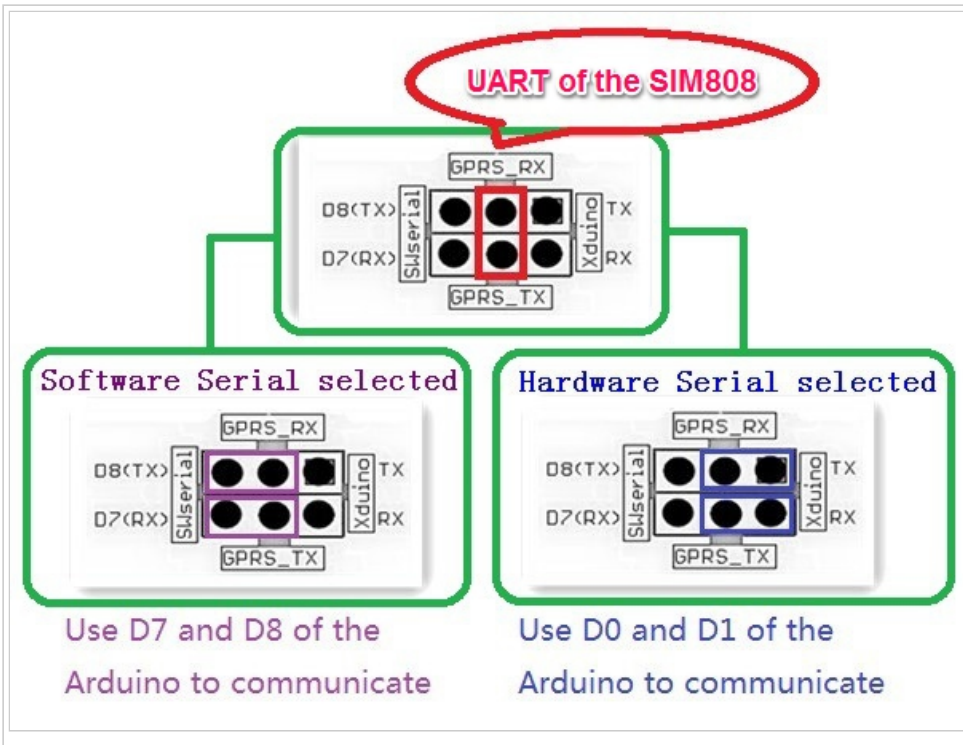 UART of the SIM808
GPRS_RX
D8(TX) SWserial Xduino TX
D7(RX) RX
GPRS_TX
Software Serial selected
GPRS_RX
D8(TX) SWserial Xduino TX
D7(RX) RX
GPRS_TX
Use D7 and D8 of the
Arduino to communicate
Hardware Serial selected
GPRS_RX
D8(TX) SWserial Xduino TX
D7(RX) RX
GPRS_TX
Use D0 and D1 of the
Arduino to communicate